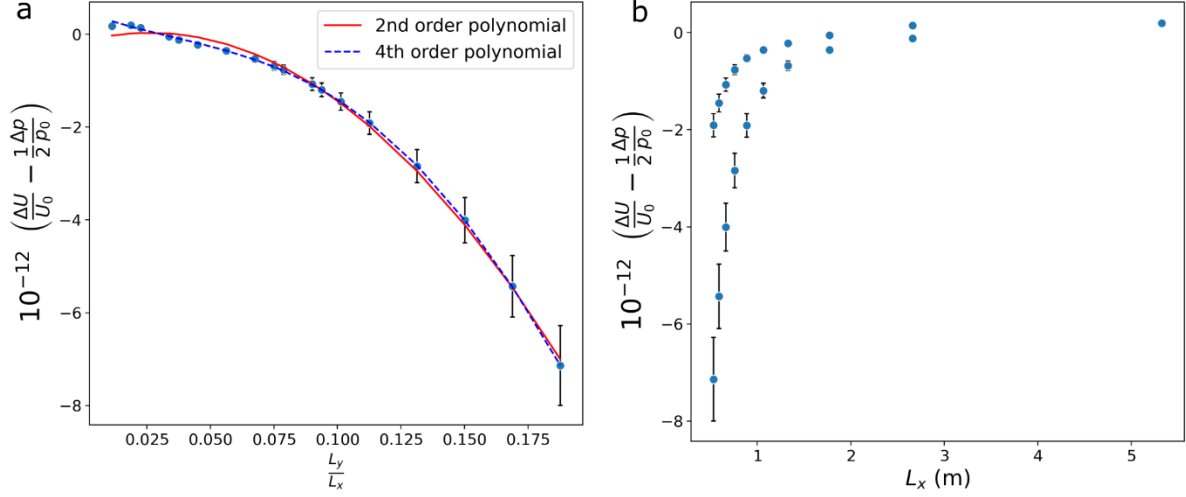 a
2nd order polynomial
4th order polynomial
0
−2
−4
−6
−8
10⁻¹² (ΔU/U₀ − 1/2 Δp/p₀)
0.025 0.050 0.075 0.100 0.125 0.150 0.175
L_y/L_x
b
0
−2
−4
−6
−8
10⁻¹² (ΔU/U₀ − 1/2 Δp/p₀)
1 2 3 4 5
Lₓ (m)